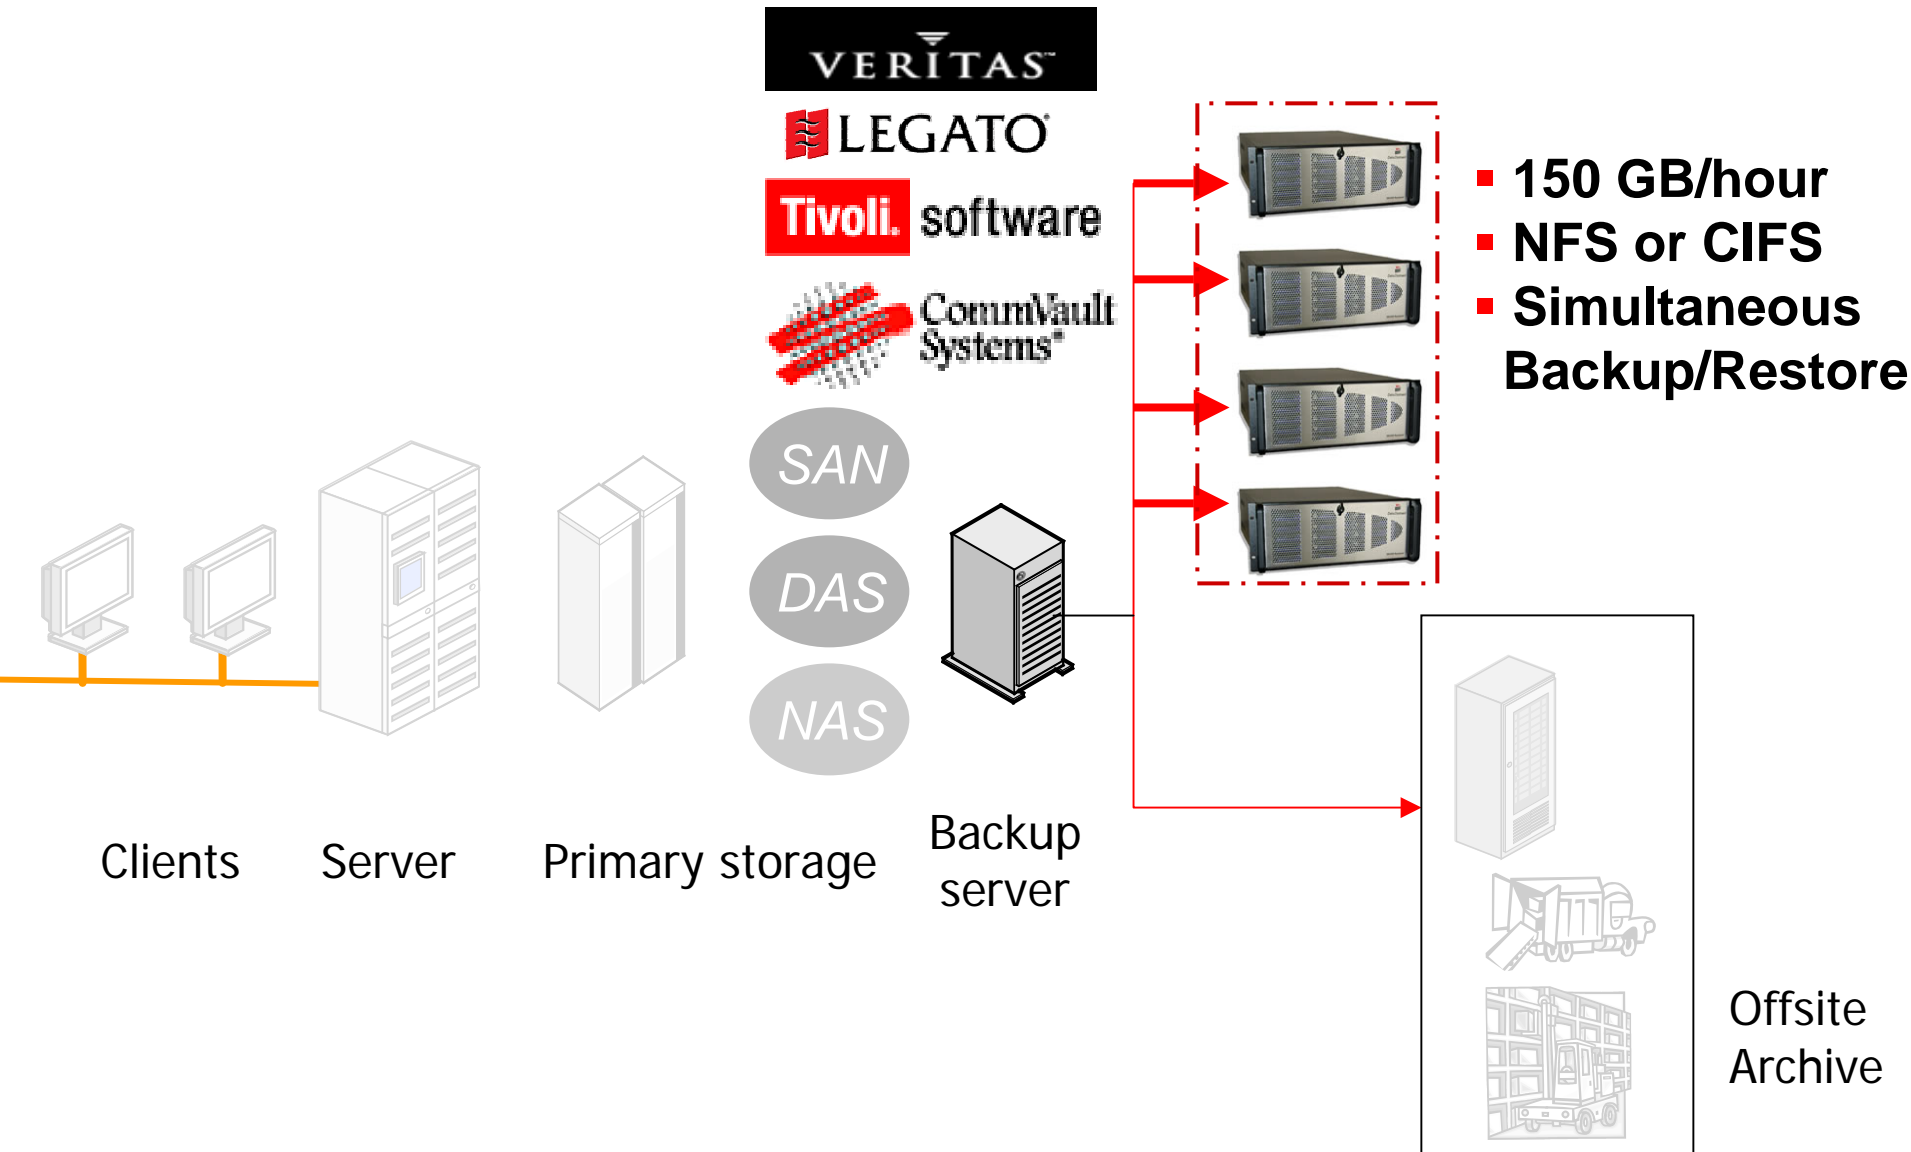 VERITAS™
LEGATO
Tivoli. software
CommVault
Systems®
▪ 150 GB/hour
▪ NFS or CIFS
▪ Simultaneous
Backup/Restore
SAN
DAS
NAS
Clients
Server
Primary storage
Backup
server
Offsite
Archive